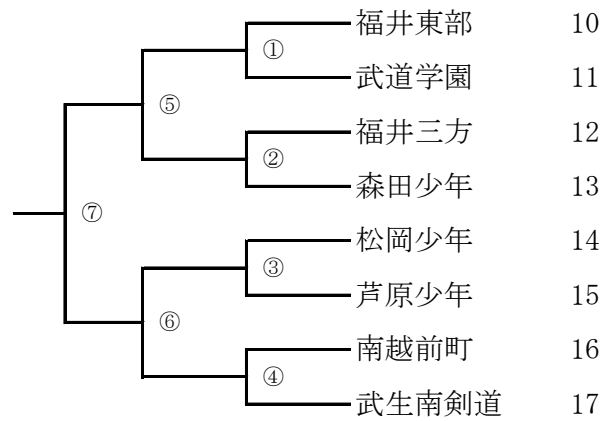 福井東部 10
①
武道学園 11
⑤
福井三方 12
②
森田少年 13
⑦
松岡少年 14
③
芦原少年 15
⑥
南越前町 16
④
武生南剣道 17